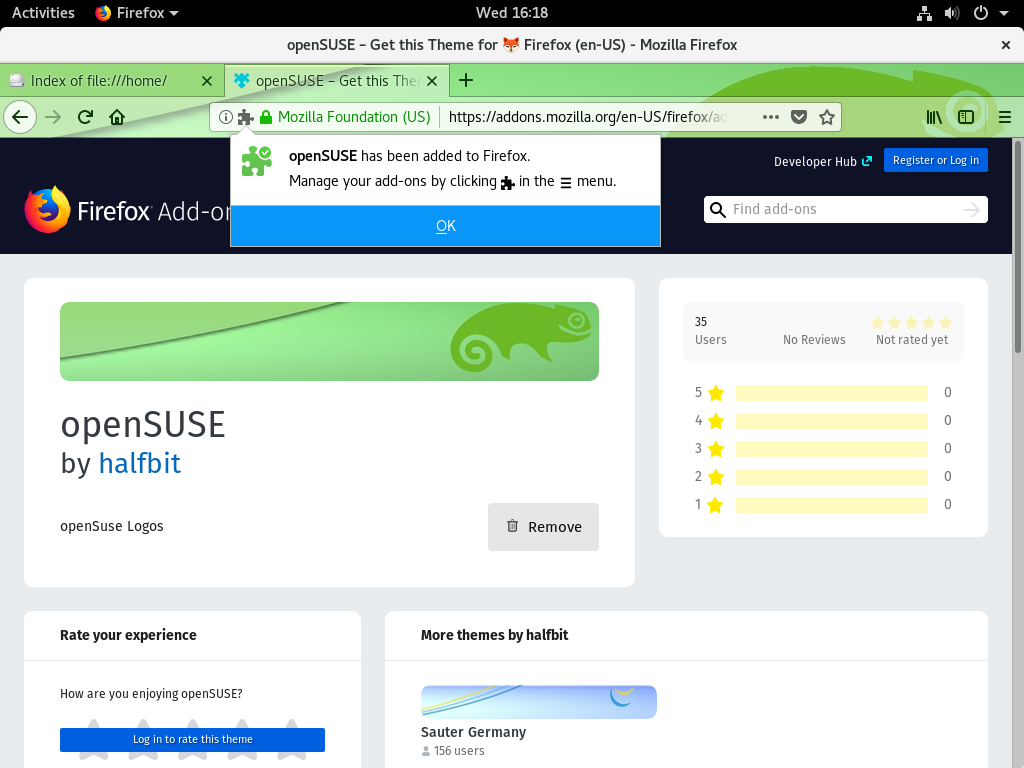 Activities
Firefox
Wed 16:18
openSUSE – Get this Theme for 🦊 Firefox (en-US) - Mozilla Firefox
Index of file:///home/
openSUSE – Get this The
Mozilla Foundation (US)
https://addons.mozilla.org/en-US/firefox/ad
openSUSE has been added to Firefox.
Manage your add-ons by clicking in the menu.
OK
Developer Hub
Register or Log in
Firefox Add-on
Find add-ons
openSUSE
by halfbit
openSuse Logos
Remove
35
Users
No Reviews
Not rated yet
5 0
4 0
3 0
2 0
1 0
Rate your experience
How are you enjoying openSUSE?
Log in to rate this theme
More themes by halfbit
Sauter Germany
156 users